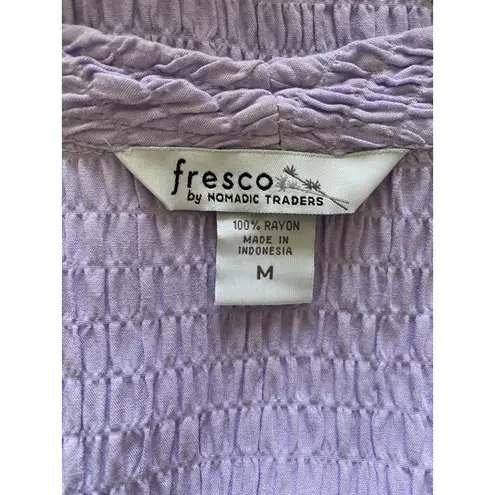 fresco
by NOMADIC TRADERS
100% RAYON
MADE IN
INDONESIA
M